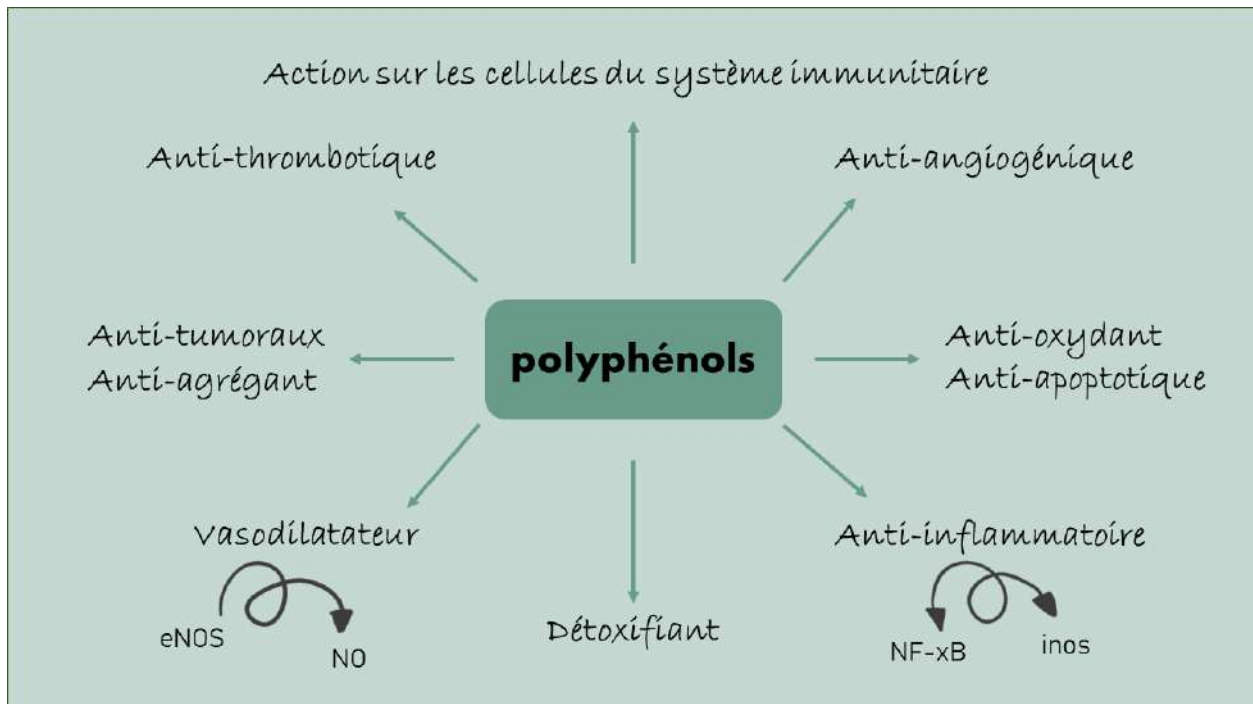 Action sur les cellules du système immunitaire
Anti-thrombotique
Anti-angiogénique
Anti-tumoraux
Anti-agrégant
polyphénols
Anti-oxydant
Anti-apoptotique
Vasodilatateur
eNOS
NO
Détoxifiant
Anti-inflammatoire
NF-xB
inos